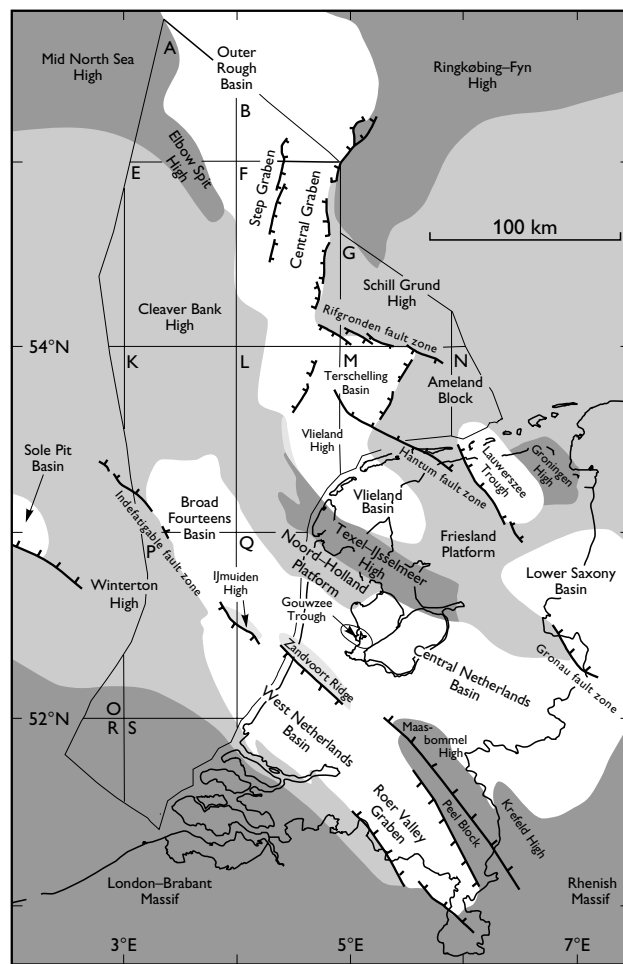 A
Mid North Sea
High
Outer
Rough
Basin
Ringkøbing–Fyn
High
B
Elbow Spit
High
E
F
Step Graben
Central Graben
100 km
G
Schill Grund
High
Cleaver Bank
High
Rifgronden fault zone
54°N
K
L
M
N
Terschelling
Basin
Ameland
Block
Vlieland
High
Hantum fault zone
Lauwerszee
Trough
Groningen
High
Sole Pit
Basin
Indefatigable fault zone
Broad
Fourteens
Basin
Vlieland
Basin
Friesland
Platform
P
Q
Texel–IJsselmeer
High
Noord–Holland
Platform
Winterton
High
IJmuiden
High
Gouwzee
Trough
Lower Saxony
Basin
Gronau fault zone
Zandvoort Ridge
Central Netherlands
Basin
52°N
O
R
S
West Netherlands
Basin
Maas-
bommel
High
Peel Block
Krefeld High
Roer Valley
Graben
London–Brabant
Massif
Rhenish
Massif
3°E
5°E
7°E